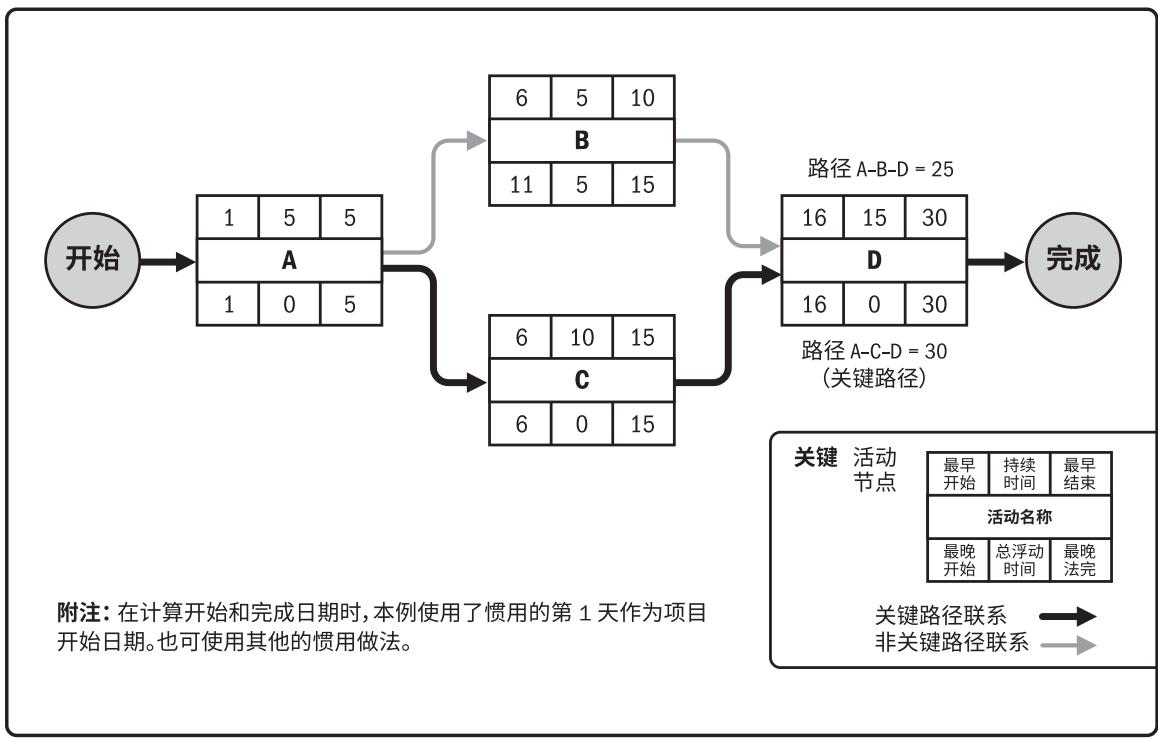 6 5 10
B
11 5 15
路径 A–B–D = 25
1 5 5
A
1 0 5
开始
16 15 30
D
16 0 30
完成
6 10 15
C
6 0 15
路径 A–C–D = 30
（关键路径）
关键 活动
节点
最早
开始
持续
时间
最早
结束
活动名称
最晚
开始
总浮动
时间
最晚
法完
关键路径联系
非关键路径联系
附注：在计算开始和完成日期时，本例使用了惯用的第 1 天作为项目
开始日期。也可使用其他的惯用做法。